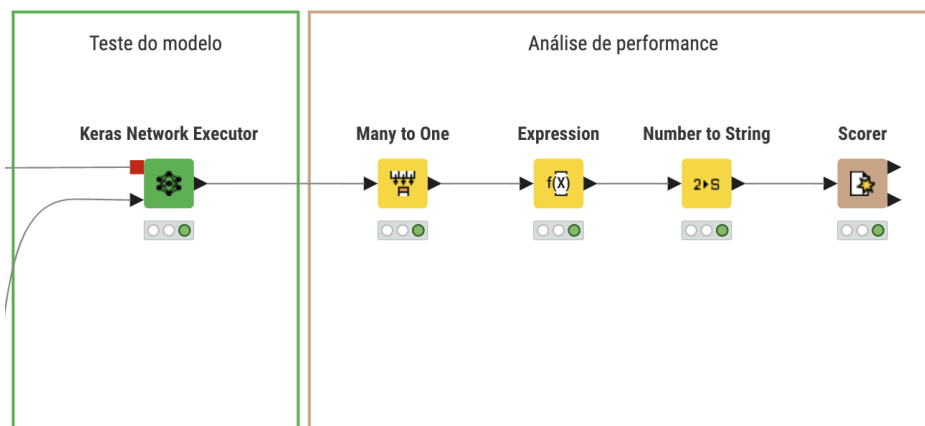 Teste do modelo
Análise de performance
Keras Network Executor
Many to One
Expression
Number to String
Scorer
f(X)
2▸S